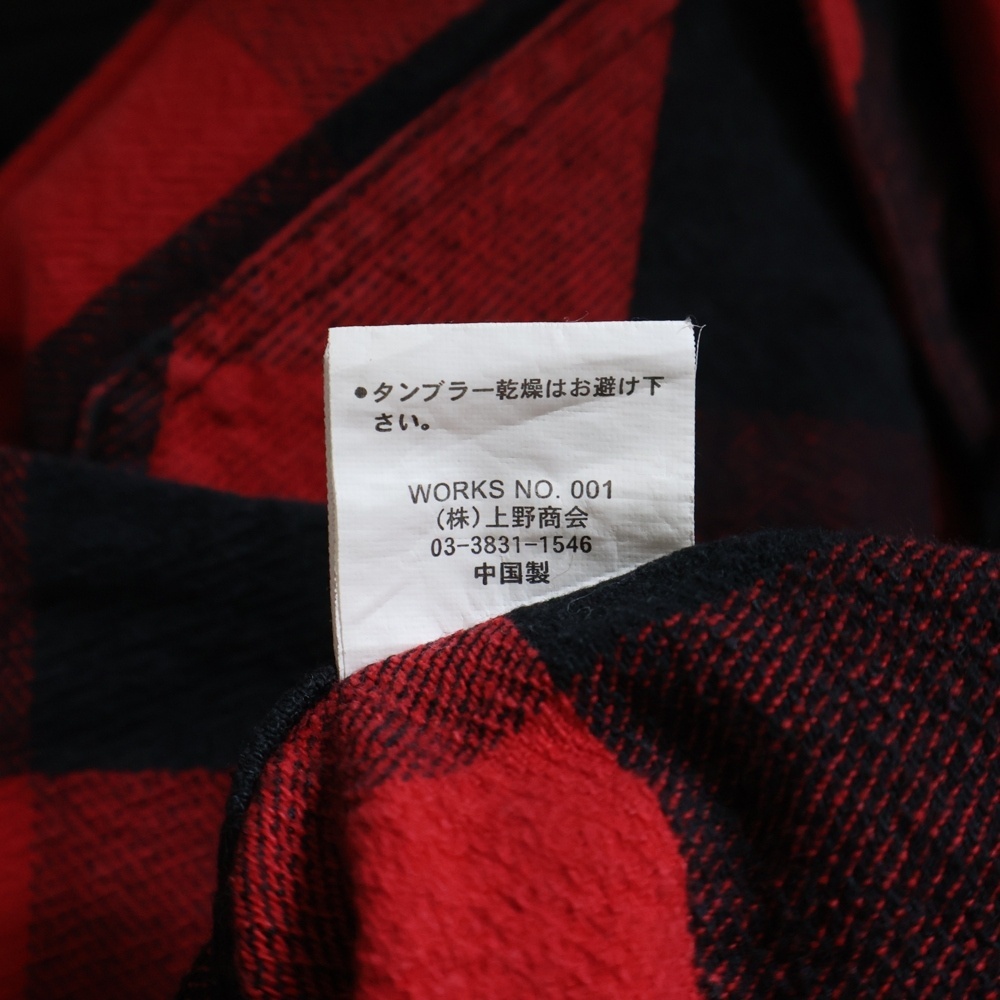 ●タンブラー乾燥はお避け下
さい。
WORKS NO. 001
(株)上野商会
03-3831-1546
中国製